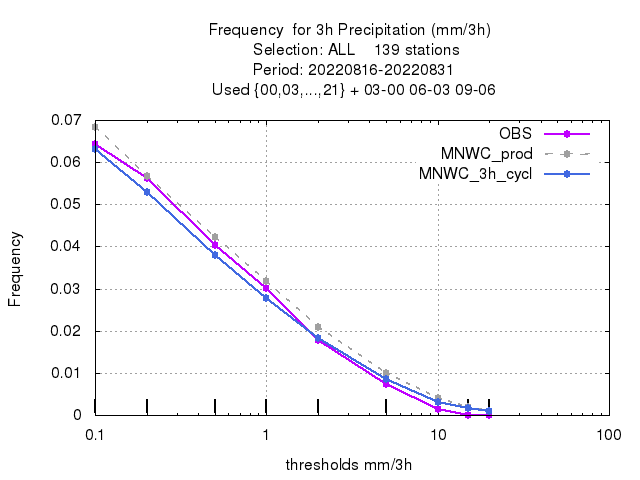 Frequency  for 3h Precipitation (mm/3h)
Selection: ALL    139 stations
Period: 20220816-20220831
Used {00,03,...,21} + 03-00 06-03 09-06
OBS
MNWC_prod
MNWC_3h_cycl
0.07
0.06
0.05
0.04
0.03
0.02
0.01
0
Frequency
0.1 1 10 100
thresholds mm/3h